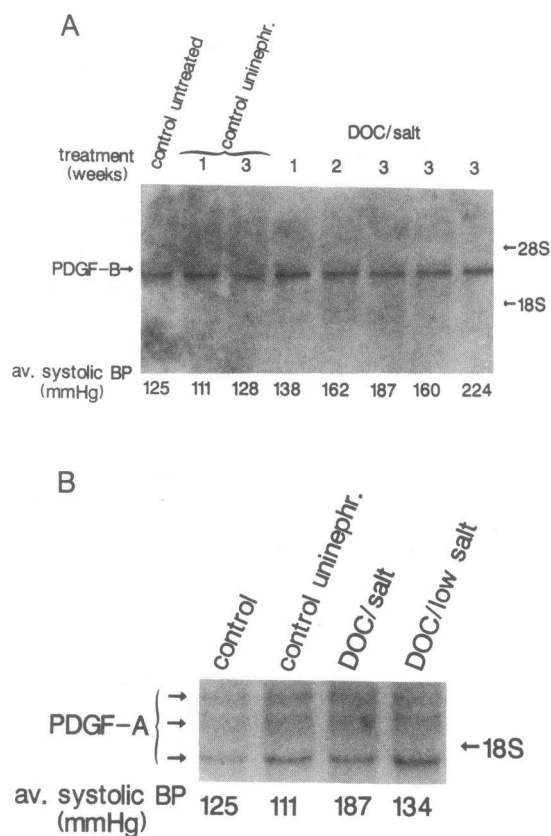 A
control untreated
control uninephr.
DOC/salt
treatment
(weeks)
1 3 1 2 3 3 3
←28S
PDGF-B→
←18S
av. systolic BP
(mmHg)
125 111 128 138 162 187 160 224
B
control
control uninephr.
DOC/salt
DOC/low salt
→
PDGF-A →
←18S
→
av. systolic BP
(mmHg)
125 111 187 134